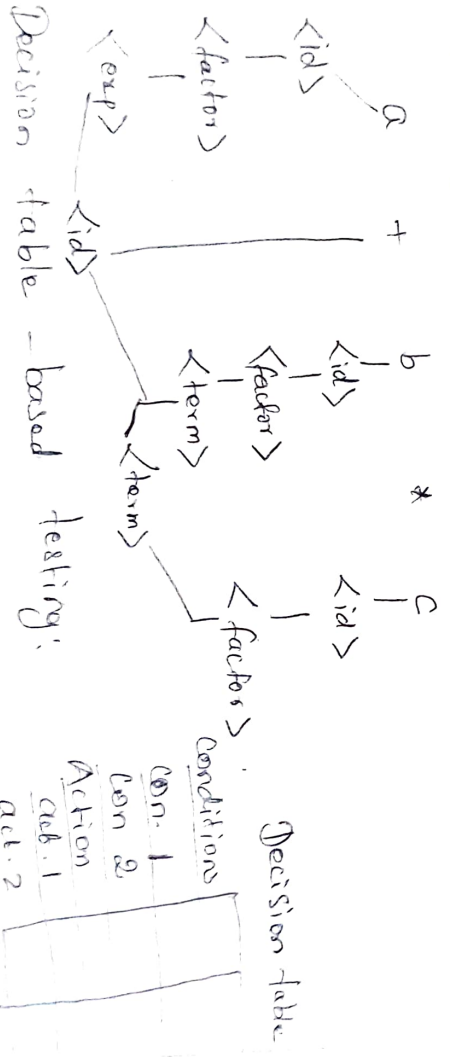 a + b * c
<id> <id> <id>
<factor> <factor> <factor>
<exp> <term> <term>
<id>
Decision table - based testing:
Decision table
Conditions
Con. 1
Con 2
Action
act. 1
act. 2